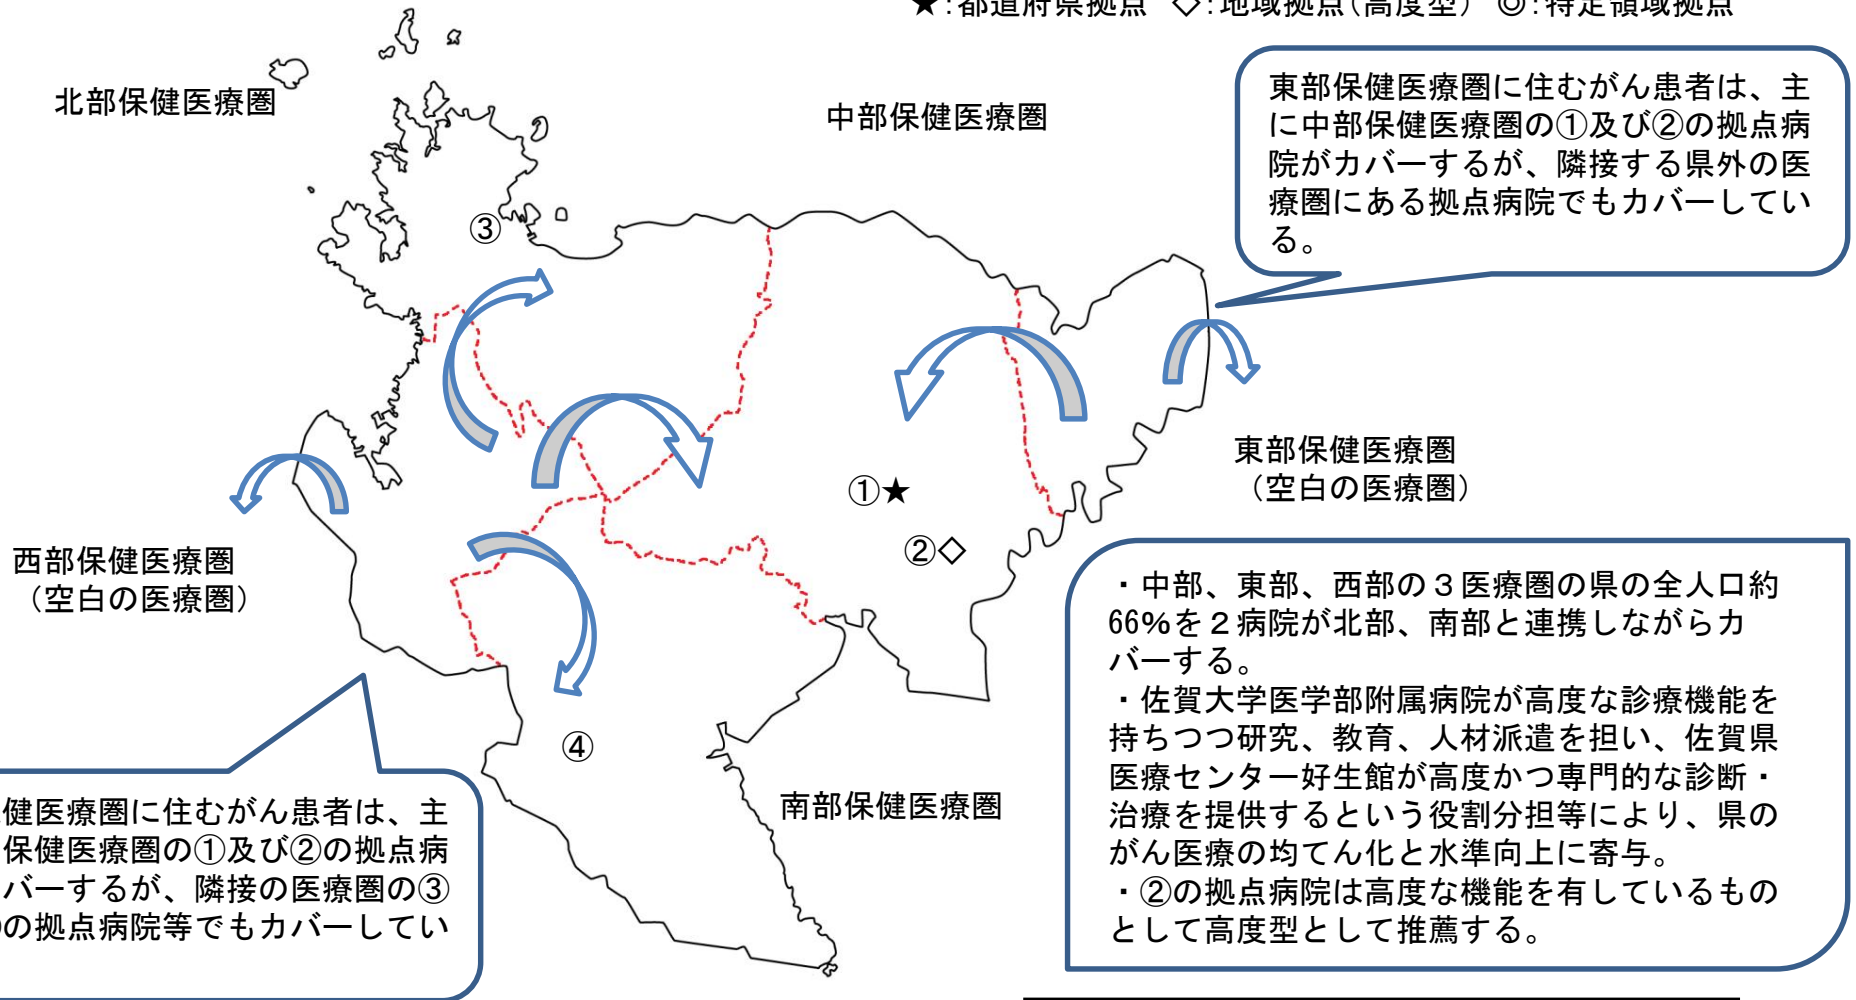 ★:都道府県拠点 ◇:地域拠点(高度型) ◎:特定領域拠点
北部保健医療圏
中部保健医療圏
東部保健医療圏に住むがん患者は、主
に中部保健医療圏の①及び②の拠点病
院がカバーするが、隣接する県外の医
療圏にある拠点病院でもカバーしてい
る。
③
東部保健医療圏
（空白の医療圏）
①★
②◇
西部保健医療圏
（空白の医療圏）
・中部、東部、西部の３医療圏の県の全人口約
66%を２病院が北部、南部と連携しながらカ
バーする。
・佐賀大学医学部附属病院が高度な診療機能を
持ちつつ研究、教育、人材派遣を担い、佐賀県
医療センター好生館が高度かつ専門的な診断・
治療を提供するという役割分担等により、県の
がん医療の均てん化と水準向上に寄与。
・②の拠点病院は高度な機能を有しているもの
として高度型として推薦する。
④
南部保健医療圏
健医療圏に住むがん患者は、主
保健医療圏の①及び②の拠点病
バーするが、隣接の医療圏の③
の拠点病院等でもカバーしてい